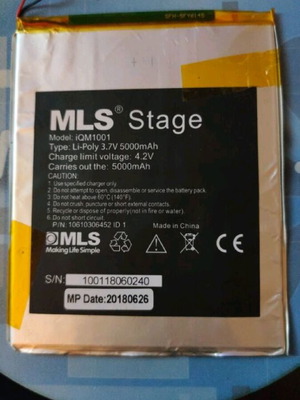 MLS® Stage
Model: iQM1001
Type: Li-Poly 3.7V 5000mAh
Charge limit voltage: 4.2V
Carries out the: 5000mAh
CAUTION:
1. Use specified charger only.
2. Do not attempt to open, disassemble or service the battery pack.
3. Do not heat above 60°C (140°F)
4. Do not crush, puncture or short main terminals.
5. Recycle or dispose of properly, do not throw in fire or water.
6. Do not short circuit.
P/N: 10610306452 ID 1
Made in China
MLS
Making Life Simple
CE
S/N: 100118060240
MP Date: 20180626